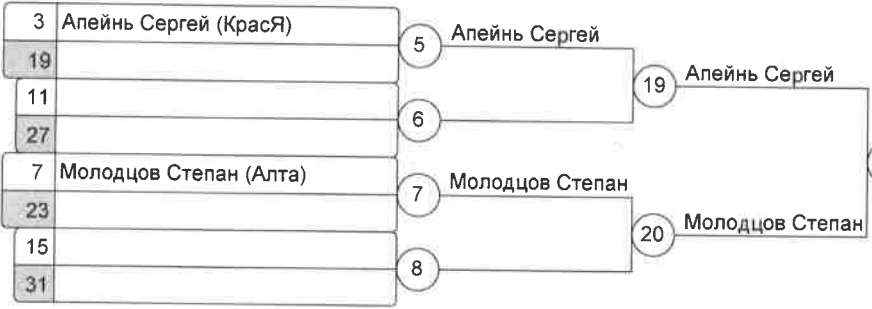 3 Апейнь Сергей (КрасЯ)
19
5 Апейнь Сергей
11
27
6
19 Апейнь Сергей
7 Молодцов Степан (Алта)
23
7 Молодцов Степан
15
31
8
20 Молодцов Степан